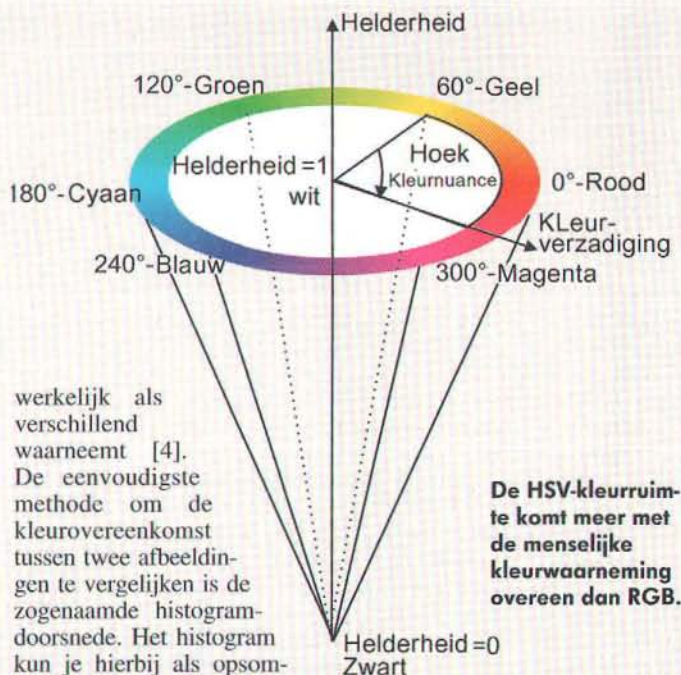 Helderheid
120°-Groen
60°-Geel
Helderheid=1
wit
Hoek
Kleurnuance
180°-Cyaan
0°-Rood
KLeur-
verzadiging
240°-Blauw
300°-Magenta
werkelijk als
verschillend
waarneemt [4].
De eenvoudigste
methode om de
kleurovereenkomst
tussen twee afbeeldin-
gen te vergelijken is de
zogenaamde histogram-
doorsnede. Het histogram
kun je hierbij als opsom-
De HSV-kleurruim-
te komt meer met
de menselijke
kleurwaarneming
overeen dan RGB.
Helderheid=0
Zwart